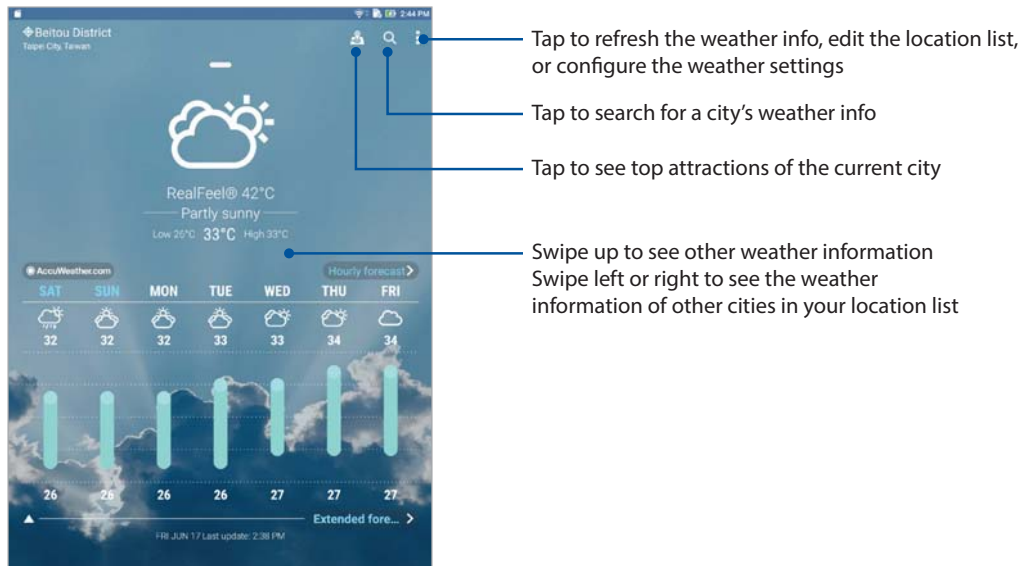 2:44 PM
Beitou District
Taipei City, Taiwan
Tap to refresh the weather info, edit the location list,
or configure the weather settings
Tap to search for a city's weather info
Tap to see top attractions of the current city
RealFeel® 42°C
Partly sunny
Low 26°C 33°C High 33°C
Swipe up to see other weather information
Swipe left or right to see the weather
information of other cities in your location list
AccuWeather.com
Hourly forecast
SAT SUN MON TUE WED THU FRI
32 32 32 33 33 34 34
26 26 26 26 27 27 27
Extended fore...
FRI JUN 17 Last update: 2:38 PM